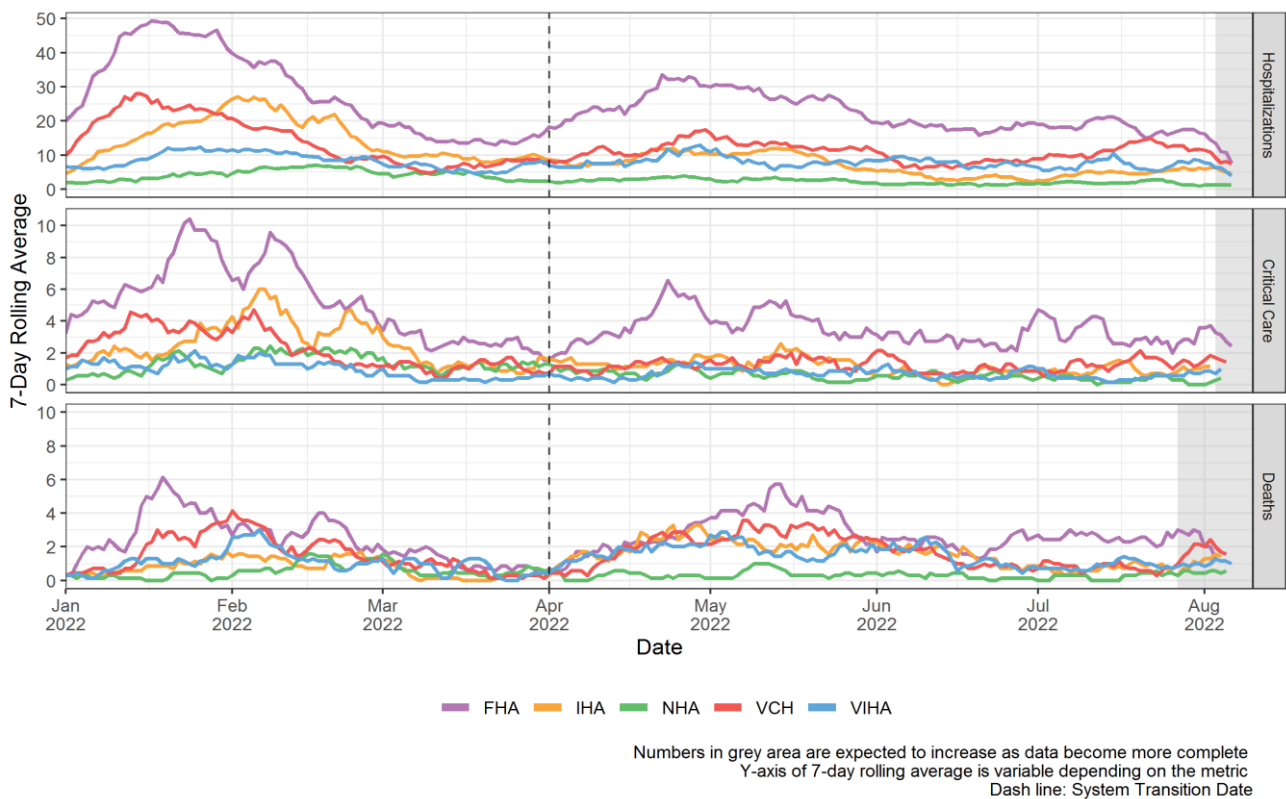 50
40
30
20
10
0
Hospitalizations
10
8
6
4
2
0
Critical Care
10
8
6
4
2
0
Deaths
7-Day Rolling Average
Jan Feb Mar Apr May Jun Jul Aug
2022 2022 2022 2022 2022 2022 2022 2022
Date
FHA IHA NHA VCH VIHA
Numbers in grey area are expected to increase as data become more complete
Y-axis of 7-day rolling average is variable depending on the metric
Dash line: System Transition Date